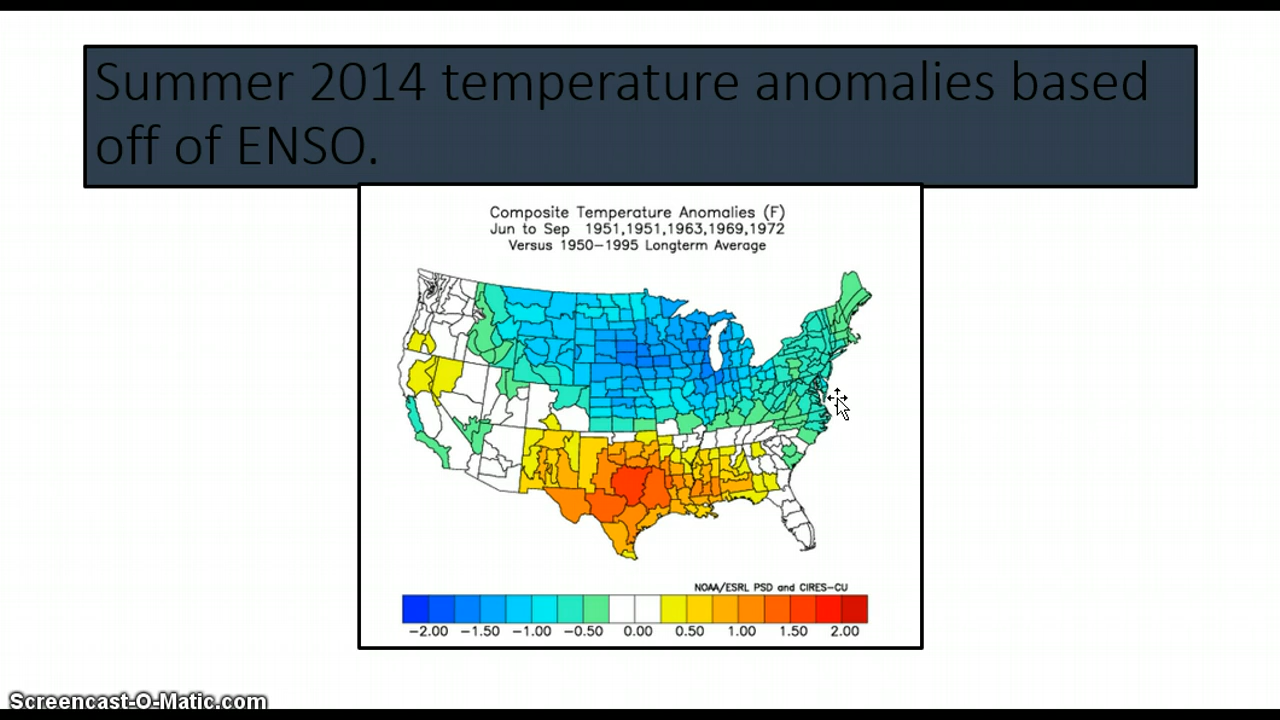 Summer 2014 temperature anomalies based
off of ENSO.
Composite Temperature Anomalies (F)
Jun to Sep 1951,1951,1963,1969,1972
Versus 1950−1995 Longterm Average
NOAA/ESRL PSD and CIRES−CU
−2.00 −1.50 −1.00 −0.50 0.00 0.50 1.00 1.50 2.00
Screencast-O-Matic.com